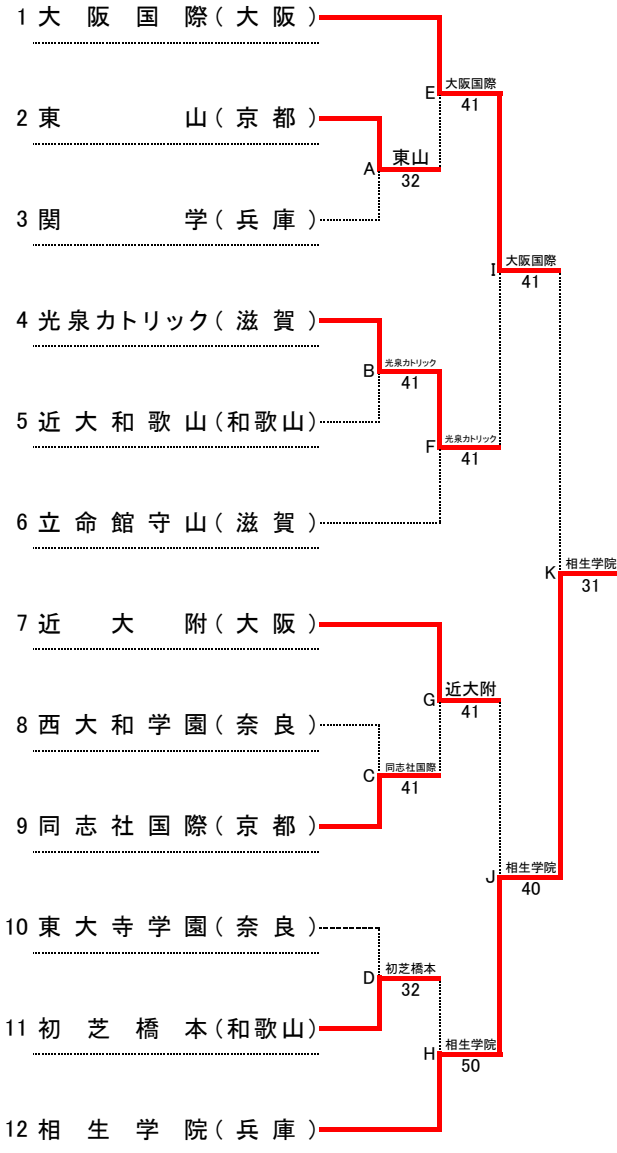 1 大阪国際(大阪)
E 大阪国際
41
2 東山(京都)
A 東山
32
3 関学(兵庫)
I 大阪国際
41
4 光泉カトリック(滋賀)
B 光泉カトリック
41
5 近大和歌山(和歌山)
F 光泉カトリック
41
6 立命館守山(滋賀)
K 相生学院
31
7 近大附(大阪)
G 近大附
41
8 西大和学園(奈良)
C 同志社国際
41
9 同志社国際(京都)
J 相生学院
40
10 東大寺学園(奈良)
D 初芝橋本
32
11 初芝橋本(和歌山)
H 相生学院
50
12 相生学院(兵庫)